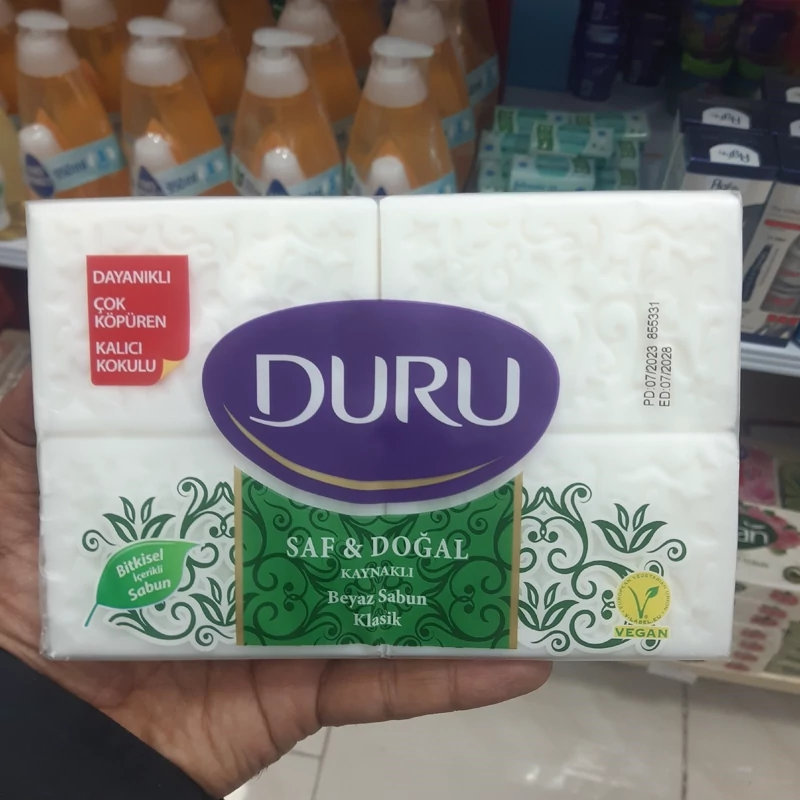 DAYANIKLI
ÇOK
KÖPÜREN
KALICI
KOKULU
DURU
PD:07/2023 855331
ED:07/2028
SAF & DOĞAL
KAYNAKLI
Beyaz Sabun
Klasik
Bitkisel
İçerikli
Sabun
VEGAN